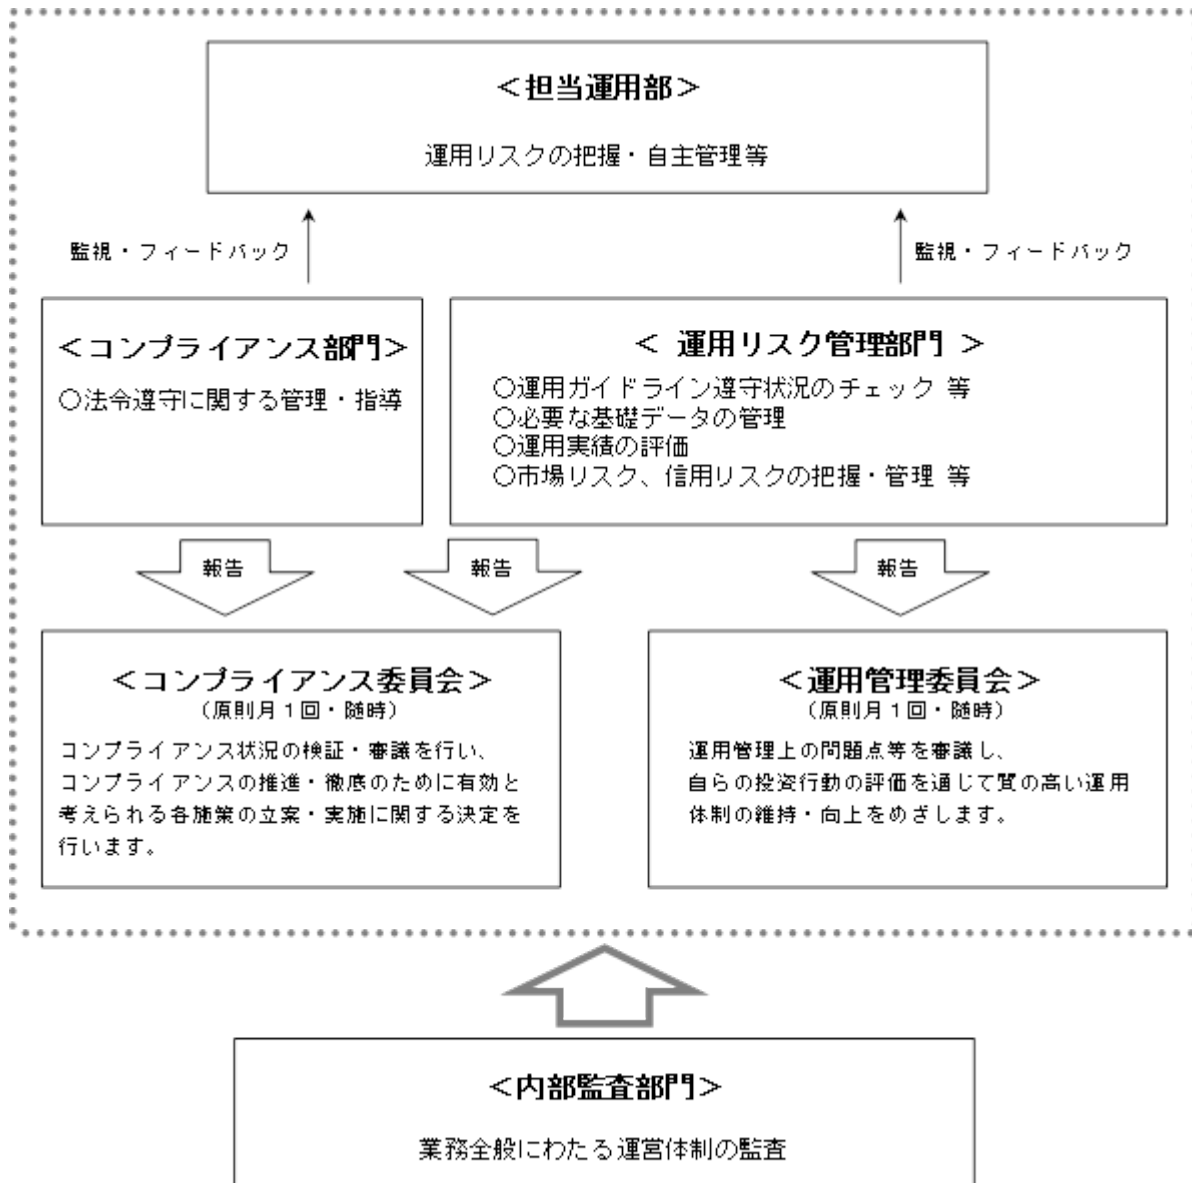 ＜担当運用部＞
運用リスクの把握・自主管理等
監視・フィードバック
監視・フィードバック
＜コンプライアンス部門＞
○法令遵守に関する管理・指導
＜ 運用リスク管理部門 ＞
○運用ガイドライン遵守状況のチェック 等
○必要な基礎データの管理
○運用実績の評価
○市場リスク、信用リスクの把握・管理 等
報告
報告
報告
＜コンプライアンス委員会＞
（原則月１回・随時）
コンプライアンス状況の検証・審議を行い、
コンプライアンスの推進・徹底のために有効と
考えられる各施策の立案・実施に関する決定を
行います。
＜運用管理委員会＞
（原則月１回・随時）
運用管理上の問題点等を審議し、
自らの投資行動の評価を通じて質の高い運用
体制の維持・向上をめざします。
＜内部監査部門＞
業務全般にわたる運営体制の監査